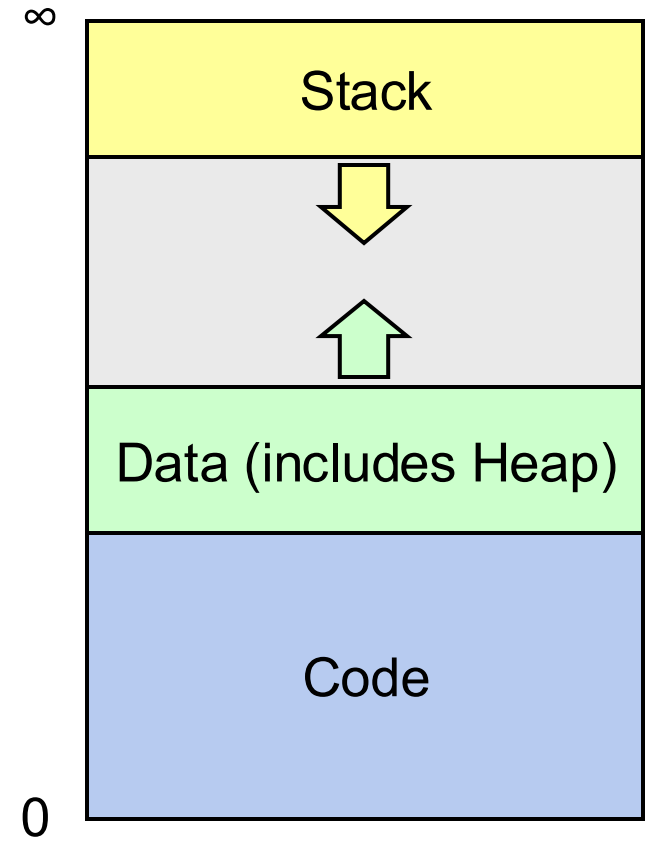 ∞
Stack
Data (includes Heap)
Code
0